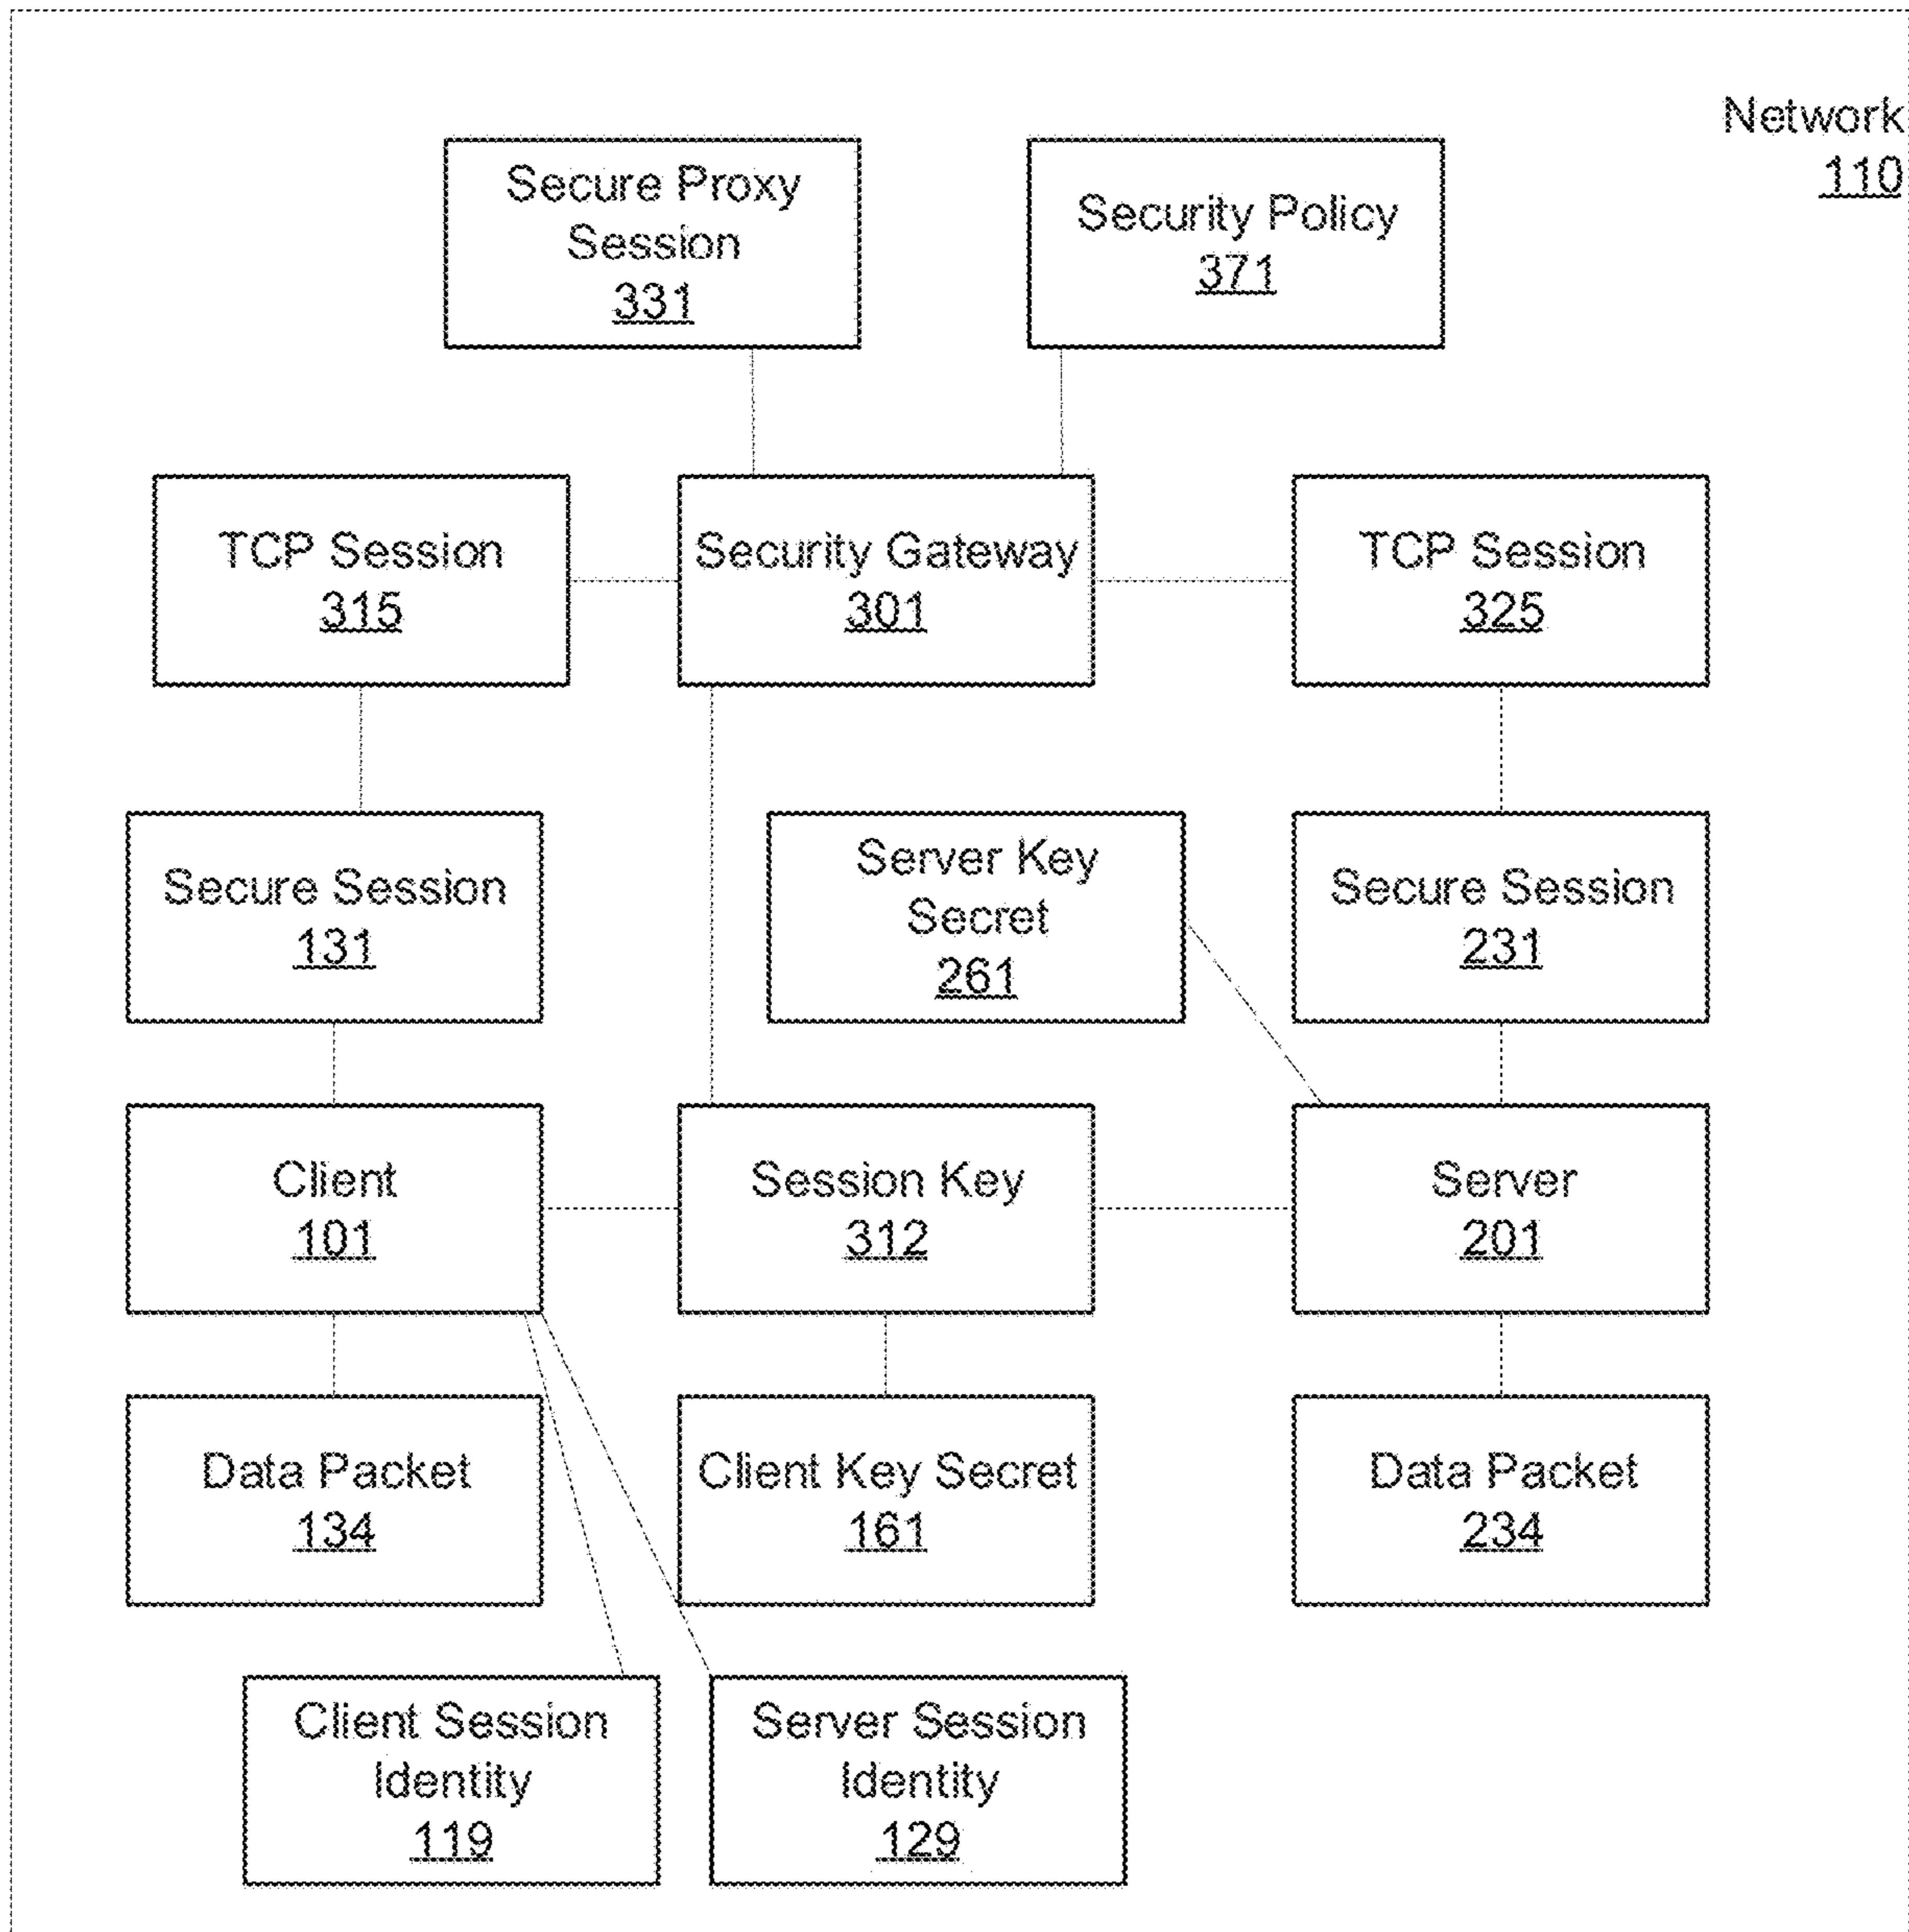 Network
110
Secure Proxy
Session
331
Security Policy
371
TCP Session
315
Security Gateway
301
TCP Session
325
Secure Session
131
Server Key
Secret
261
Secure Session
231
Client
101
Session Key
312
Server
201
Data Packet
134
Client Key Secret
161
Data Packet
234
Client Session
Identity
119
Server Session
Identity
129